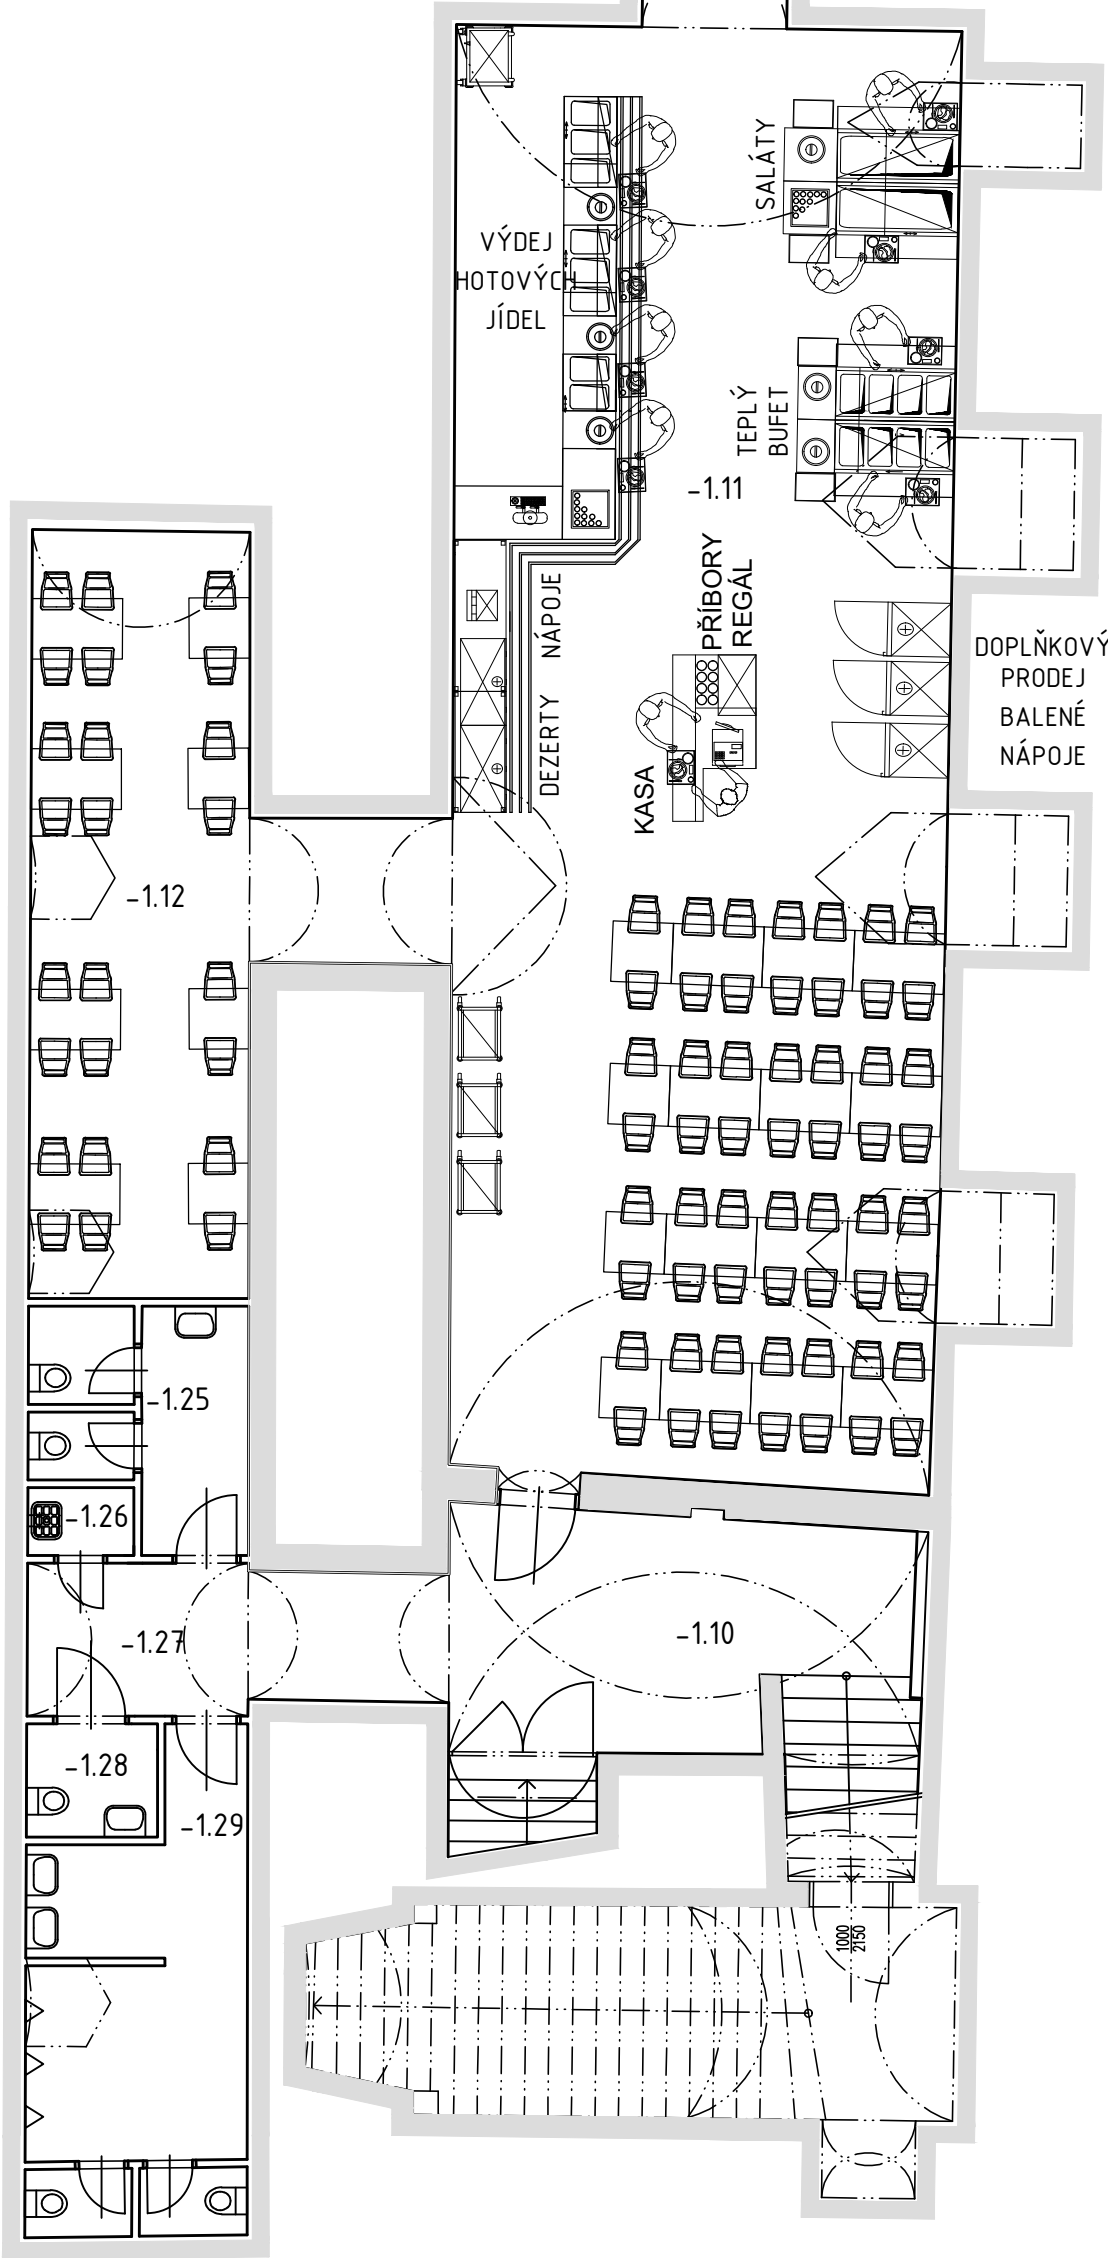 SALÁTY
VÝDEJ
HOTOVÝCH
JÍDEL
TEPLÝ
BUFET
-1.11
PŘÍBORY
REGÁL
NÁPOJE
DEZERTY
DOPLŇKOVÝ
PRODEJ
BALENÉ
NÁPOJE
KASA
-1.12
-1.25
-1.26
-1.27
-1.10
-1.28
-1.29
1000
2150